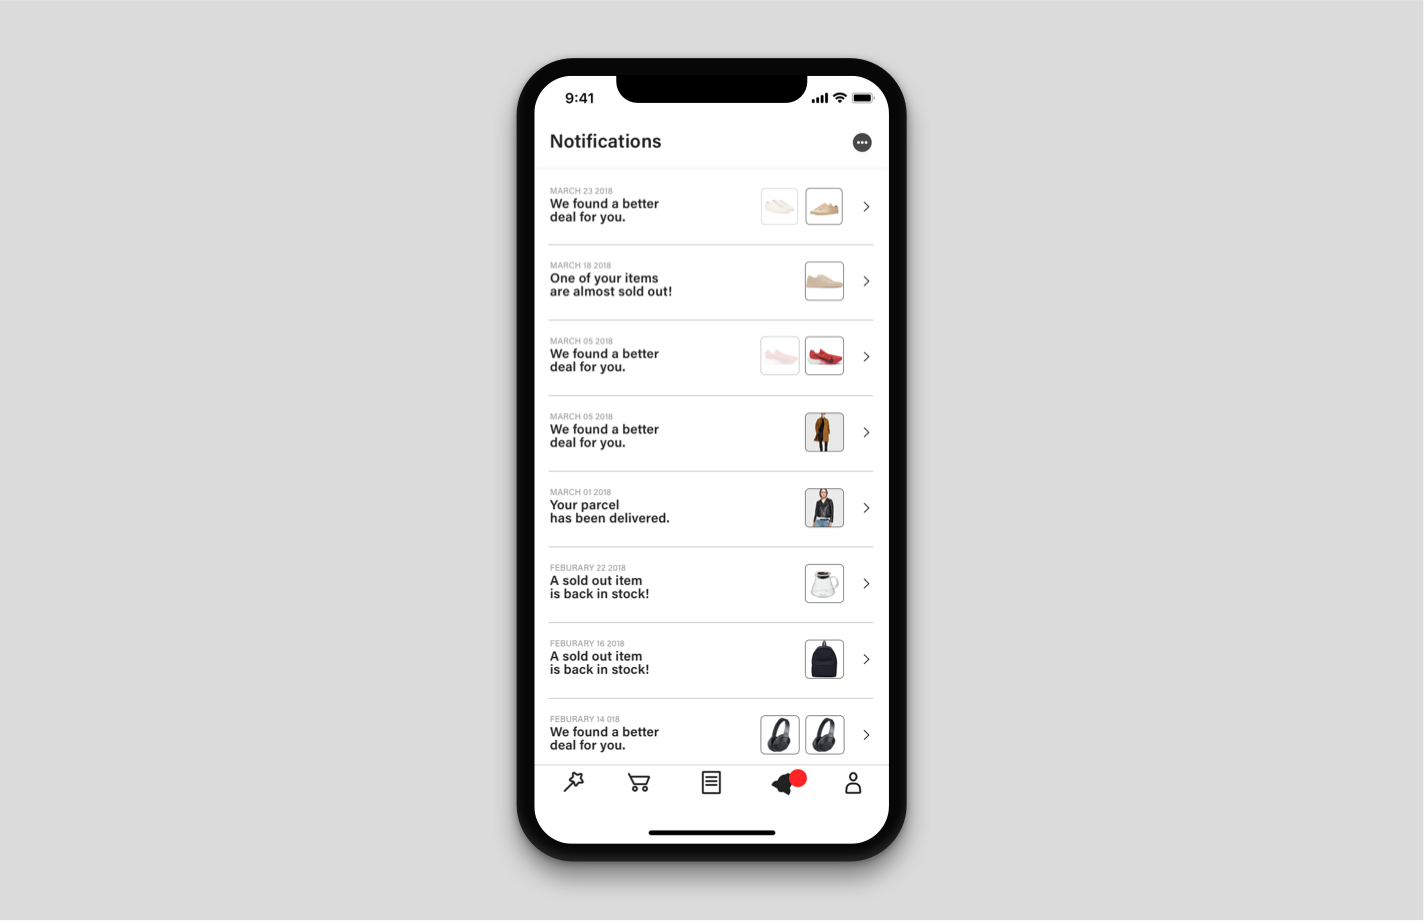 9:41
Notifications
MARCH 23 2018
We found a better
deal for you.
MARCH 18 2018
One of your items
are almost sold out!
MARCH 05 2018
We found a better
deal for you.
MARCH 05 2018
We found a better
deal for you.
MARCH 01 2018
Your parcel
has been delivered.
FEBURARY 22 2018
A sold out item
is back in stock!
FEBURARY 16 2018
A sold out item
is back in stock!
FEBURARY 14 018
We found a better
deal for you.